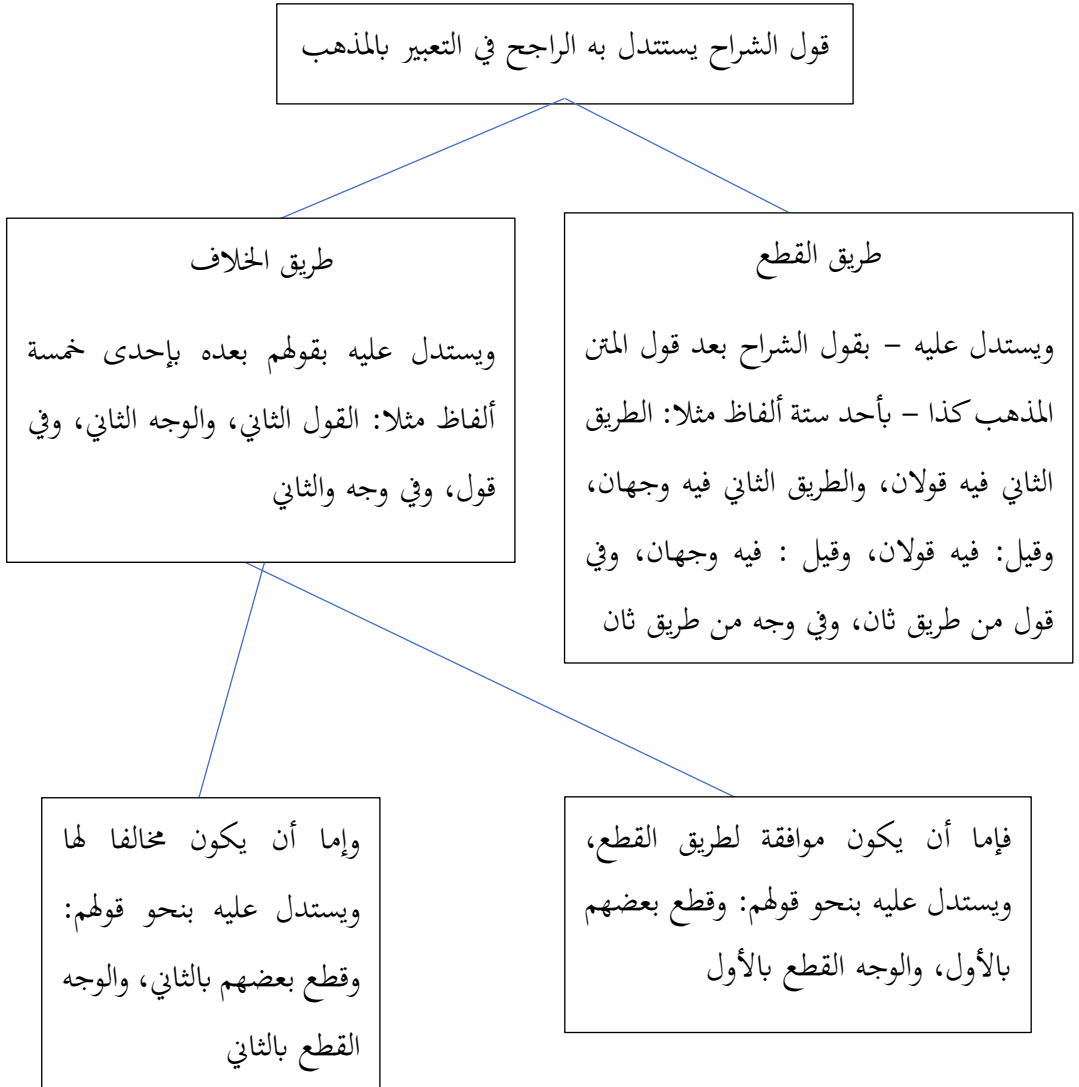 قول الشراح يستتدل به الراجح في التعبير بالمذهب
طريق القطع
ويستدل عليه – بقول الشراح بعد قول المتن
المذهب كذا – بأحد ستة ألفاظ مثلا: الطريق
الثاني فيه قولان، والطريق الثاني فيه وجهان،
وقيل: فيه قولان، وقيل : فيه وجهان، وفي
قول من طريق ثان، وفي وجه من طريق ثان
طريق الخلاف
ويستدل عليه بقولهم بعده بإحدى خمسة
ألفاظ مثلا: القول الثاني، والوجه الثاني، وفي
قول، وفي وجه والثاني
فإما أن يكون موافقة لطريق القطع،
ويستدل عليه بنحو قولهم: وقطع بعضهم
بالأول، والوجه القطع بالأول
وإما أن يكون مخالفا لها
ويستدل عليه بنحو قولهم:
وقطع بعضهم بالثاني، والوجه
القطع بالثاني